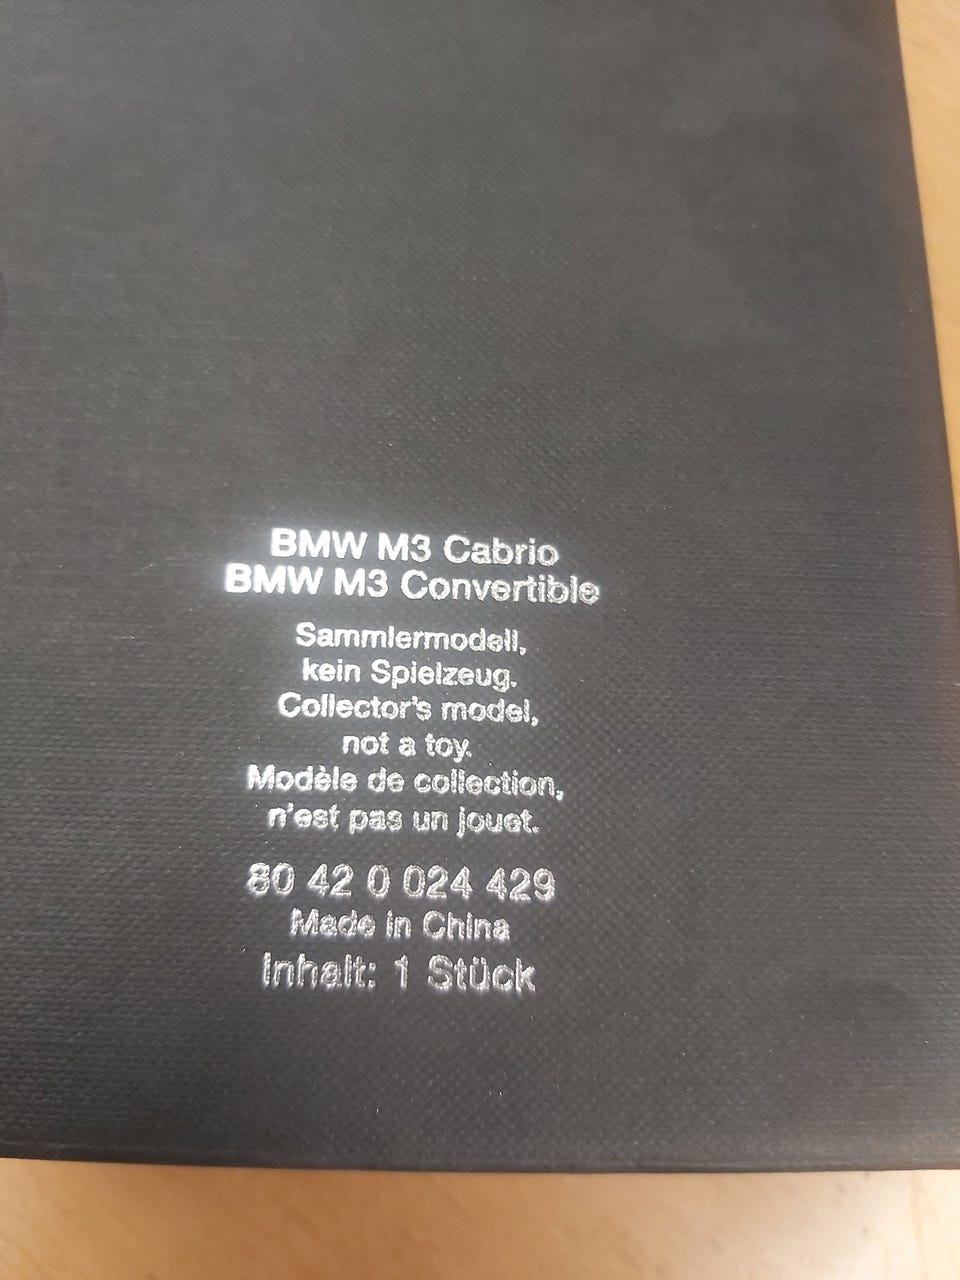 BMW M3 Cabrio
BMW M3 Convertible
Sammlermodell,
kein Spielzeug.
Collector's model,
not a toy.
Modèle de collection,
n'est pas un jouet.
80 42 0 024 429
Made in China
Inhalt: 1 Stück